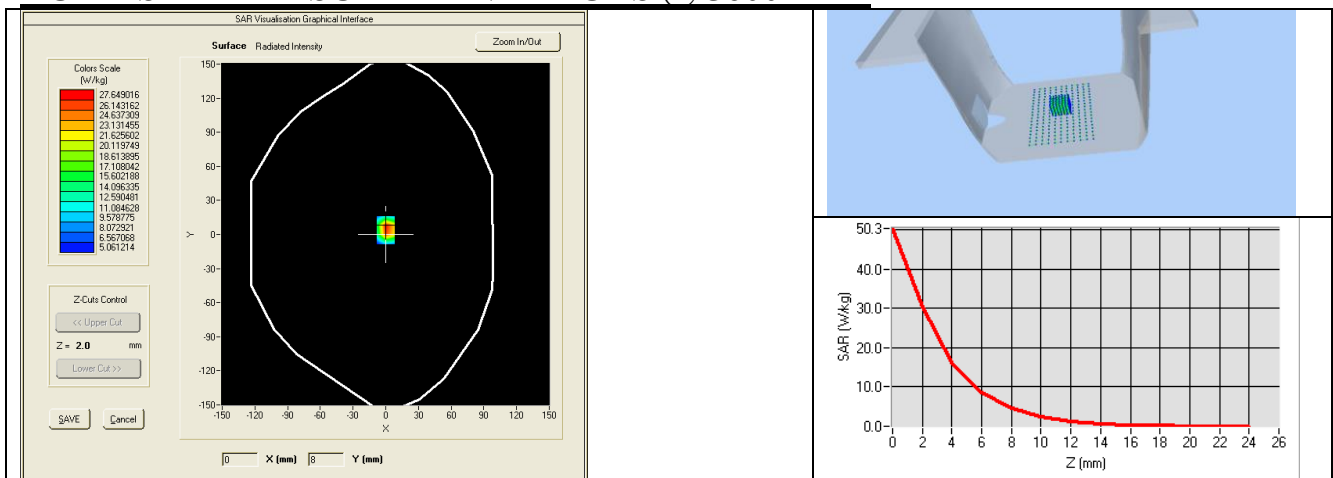 SAR Visualisation Graphical Interface
Surface Radiated Intensity
Zoom In/Out
Colors Scale
(W/kg)
27.649016
26.143162
24.637309
23.131455
21.625602
20.119749
18.613895
17.108042
15.602188
14.096335
12.590481
11.084628
9.578775
8.072921
6.567068
5.061214
Z-Cuts Control
<< Upper Cut
Z = 2.0 mm
Lower Cut >>
SAVE Cancel
150-
120-
90-
60-
30-
0-
-30-
-60-
-90-
-120-
-150-
Y
-150 -120 -90 -60 -30 0 30 60 90 120 150
X
0 X (mm) 8 Y (mm)
50.3-
40.0-
30.0-
20.0-
10.0-
0.0-
SAR (W/kg)
0 2 4 6 8 10 12 14 16 18 20 22 24 26
Z (mm)